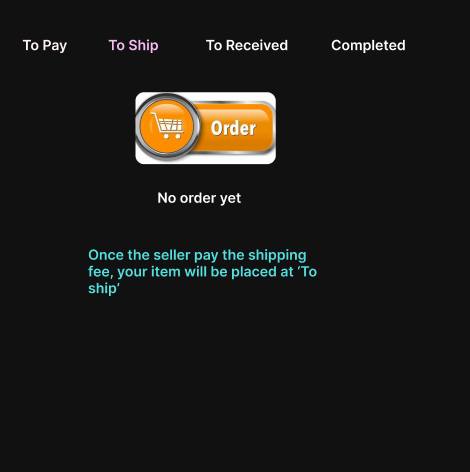 To Pay To Ship To Received Completed
Order
No order yet
Once the seller pay the shipping
fee, your item will be placed at ‘To
ship’